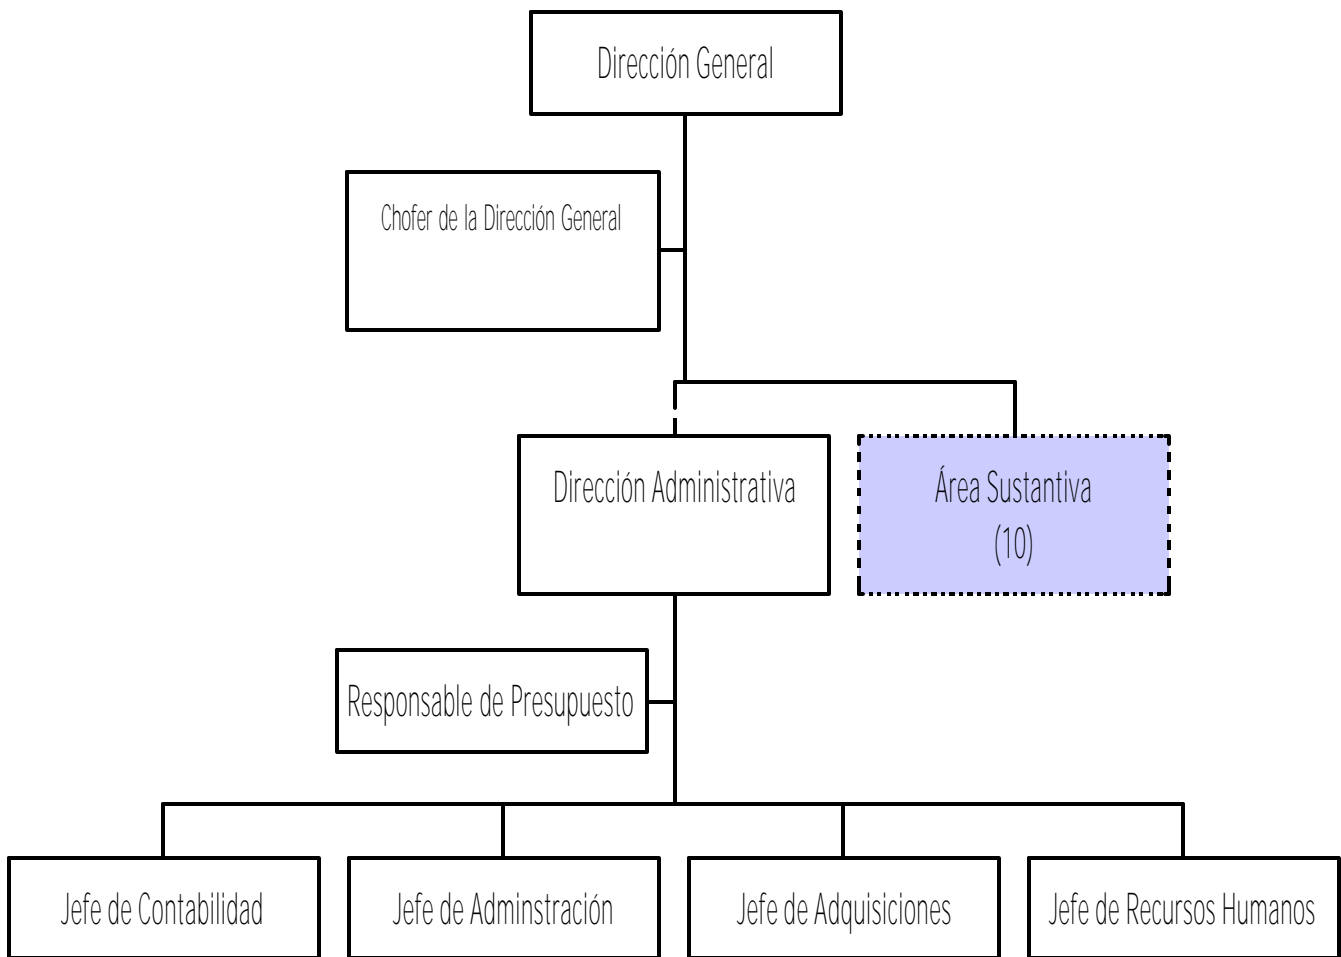 Dirección General
Chofer de la Dirección General
Dirección Administrativa
Área Sustantiva
(10)
Responsable de Presupuesto
Jefe de Contabilidad
Jefe de Adminstración
Jefe de Adquisiciones
Jefe de Recursos Humanos